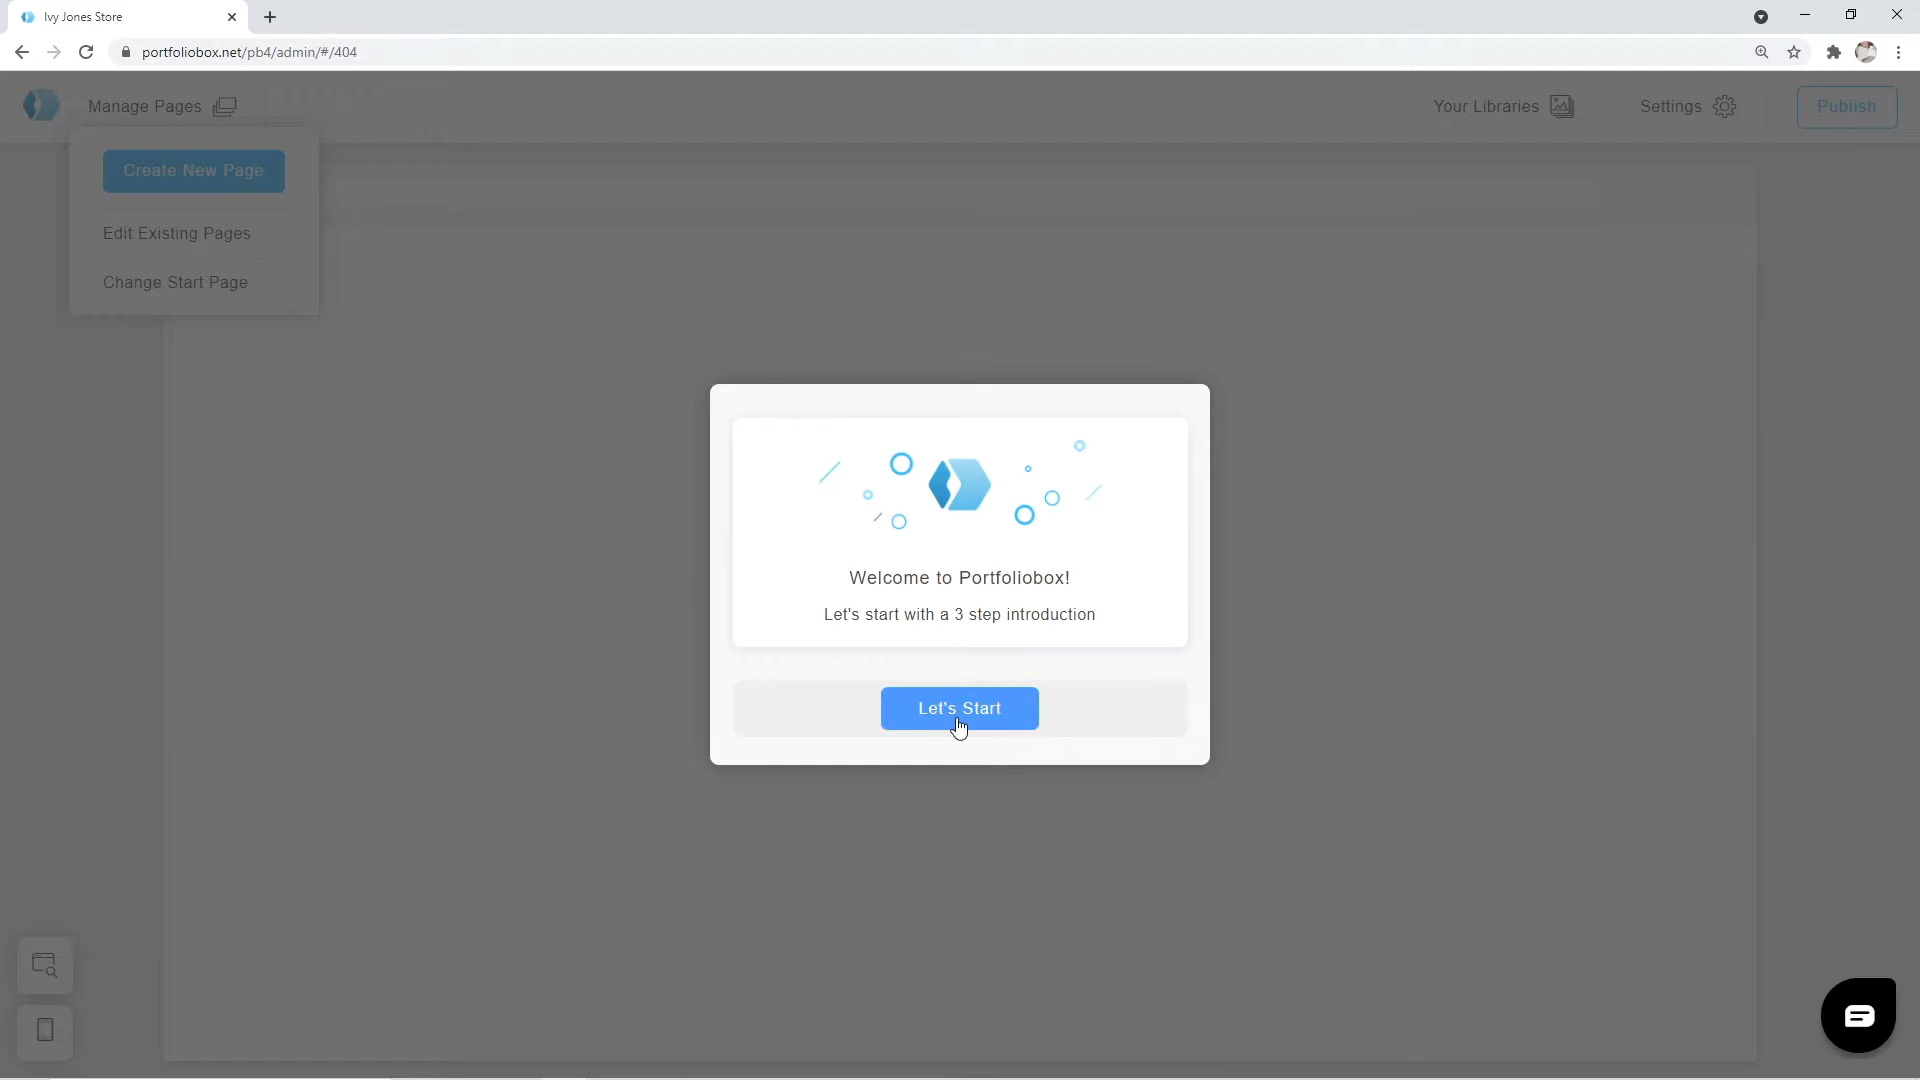 Ivy Jones Store
portfoliobox.net/pb4/admin/#/404
Manage Pages
Your Libraries
Settings
Publish
Create New Page
Edit Existing Pages
Change Start Page
Welcome to Portfoliobox!
Let's start with a 3 step introduction
Let's Start